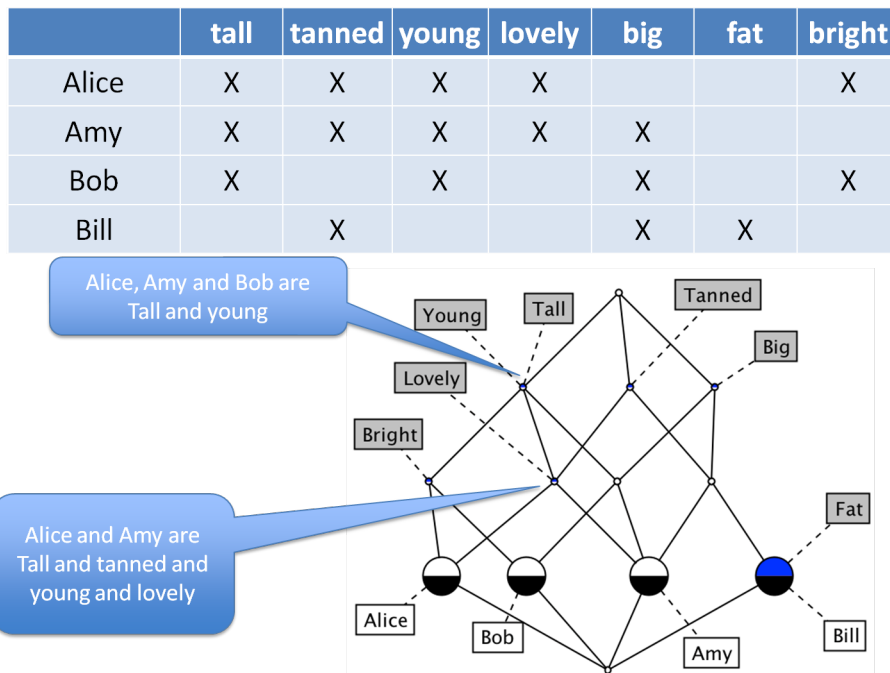 tall tanned young lovely big fat bright
Alice X X X X X
Amy X X X X X
Bob X X X X
Bill X X X
Alice, Amy and Bob are
Tall and young
Young
Tall
Tanned
Big
Lovely
Bright
Alice and Amy are
Tall and tanned and
young and lovely
Fat
Alice
Bob
Amy
Bill